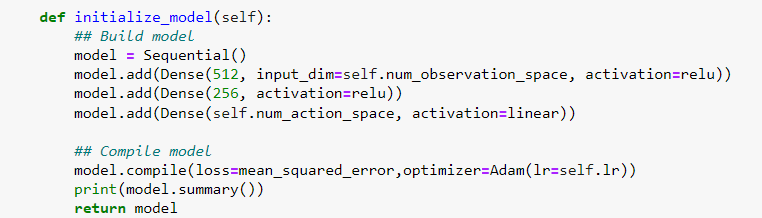 def initialize_model(self):
## Build model
model = Sequential()
model.add(Dense(512, input_dim=self.num_observation_space, activation=relu))
model.add(Dense(256, activation=relu))
model.add(Dense(self.num_action_space, activation=linear))
## Compile model
model.compile(loss=mean_squared_error,optimizer=Adam(lr=self.lr))
print(model.summary())
return model